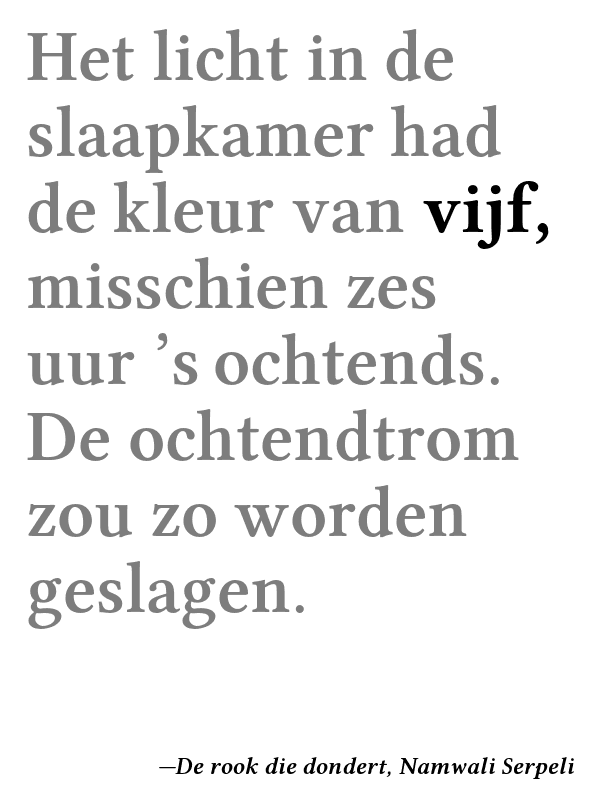 Het licht in de
slaapkamer had
de kleur van vijf,
misschien zes
uur ’s ochtends.
De ochtendtrom
zou zo worden
geslagen.
—De rook die dondert, Namwali Serpeli